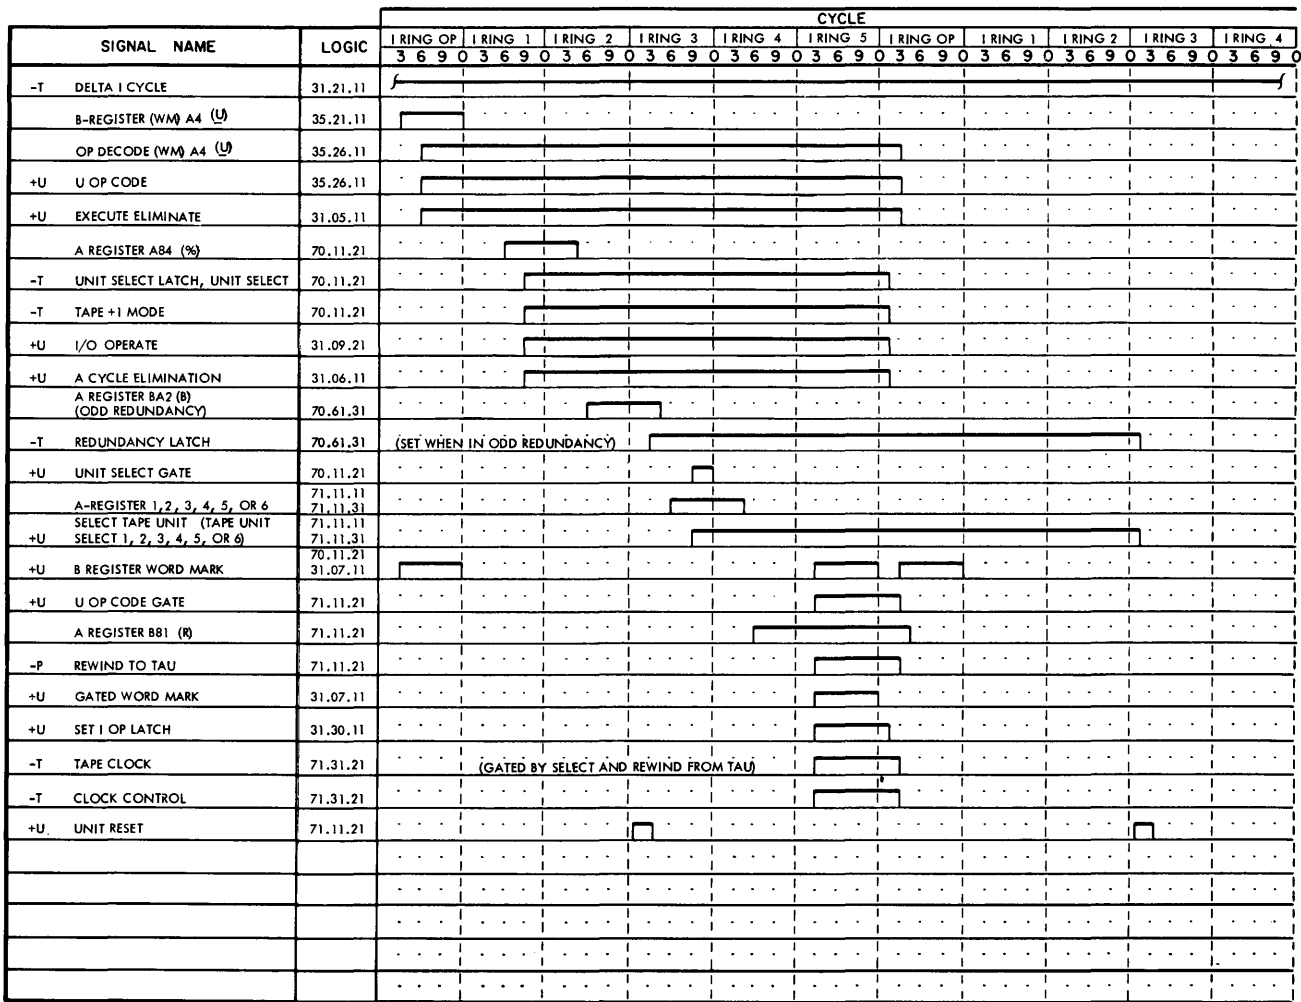 CYCLE
SIGNAL NAME LOGIC I RING OP I RING 1 I RING 2 I RING 3 I RING 4 I RING 5 I RING OP I RING 1 I RING 2 I RING 3 I RING 4
3 6 9 0 3 6 9 0 3 6 9 0 3 6 9 0 3 6 9 0 3 6 9 0 3 6 9 0 3 6 9 0 3 6 9 0 3 6 9 0 3 6 9 0
-T DELTA I CYCLE 31.21.11
B-REGISTER (WM) A4 (U) 35.21.11
OP DECODE (WM) A4 (U) 35.26.11
+U U OP CODE 35.26.11
+U EXECUTE ELIMINATE 31.05.11
A REGISTER A84 (%) 70.11.21
-T UNIT SELECT LATCH, UNIT SELECT 70.11.21
-T TAPE +1 MODE 70.11.21
+U I/O OPERATE 31.09.21
+U A CYCLE ELIMINATION 31.06.11
A REGISTER BA2 (B)
(ODD REDUNDANCY) 70.61.31
-T REDUNDANCY LATCH 70.61.31 (SET WHEN IN ODD REDUNDANCY)
+U UNIT SELECT GATE 70.11.21
71.11.11
A-REGISTER 1,2, 3, 4, 5, OR 6 71.11.31
SELECT TAPE UNIT (TAPE UNIT 71.11.11
+U SELECT 1, 2, 3, 4, 5, OR 6) 71.11.31
70.11.21
+U B REGISTER WORD MARK 31.07.11
+U U OP CODE GATE 71.11.21
A REGISTER B81 (R) 71.11.21
-P REWIND TO TAU 71.11.21
+U GATED WORD MARK 31.07.11
+U SET I OP LATCH 31.30.11
-T TAPE CLOCK 71.31.21 (GATED BY SELECT AND REWIND FROM TAU)
-T CLOCK CONTROL 71.31.21
+U UNIT RESET 71.11.21